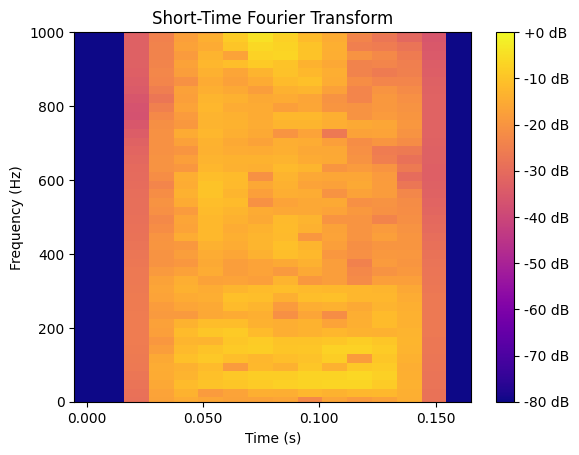 Short-Time Fourier Transform
1000
800
600
400
200
0
Frequency (Hz)
0.000
0.050
0.100
0.150
Time (s)
+0 dB
-10 dB
-20 dB
-30 dB
-40 dB
-50 dB
-60 dB
-70 dB
-80 dB